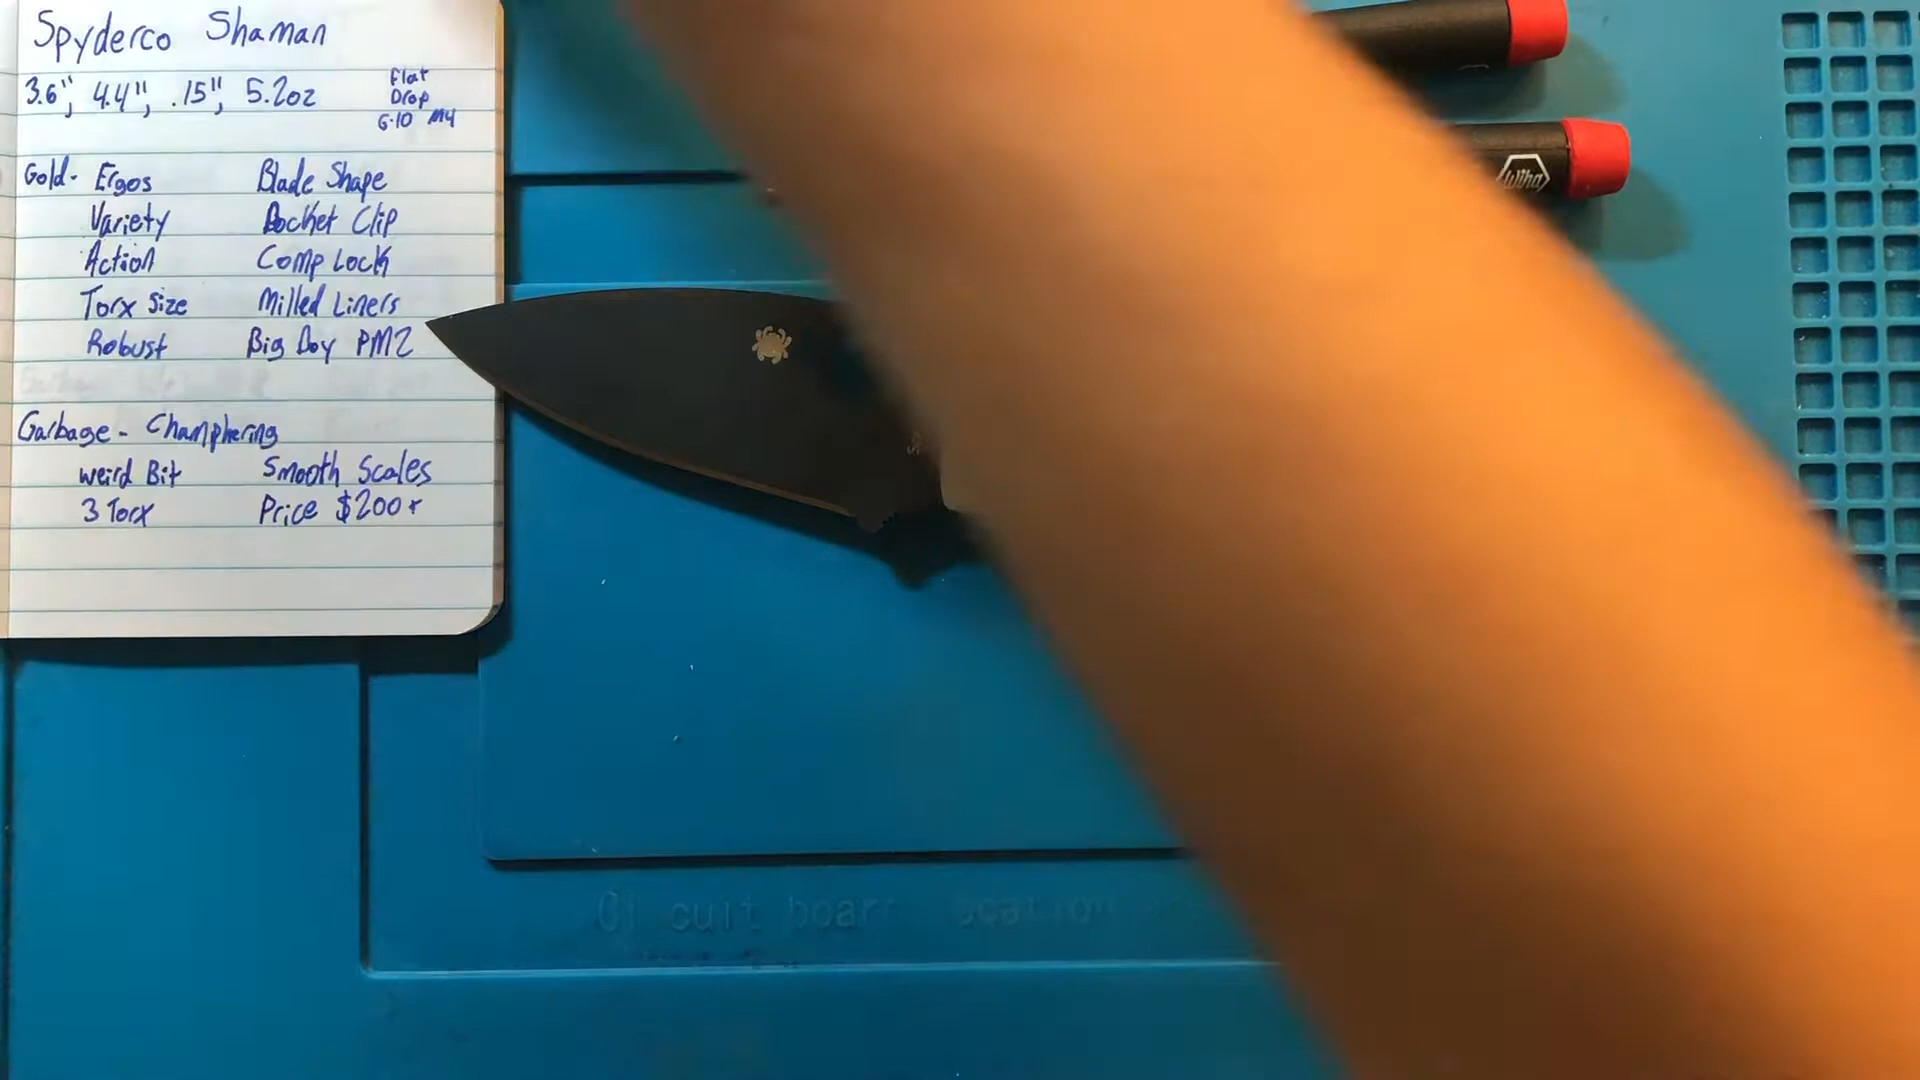 Spyderco Shaman
3.6", 4.4", .15", 5.2oz
Flat
Drop
G-10 M4
Gold - Ergos Blade Shape
Variety Pocket Clip
Action Comp Lock
Torx Size Milled Liners
Robust Big Boy PM2
Garbage - Champhering
weird Bit Smooth Scales
3 Torx Price $200+
Wiha